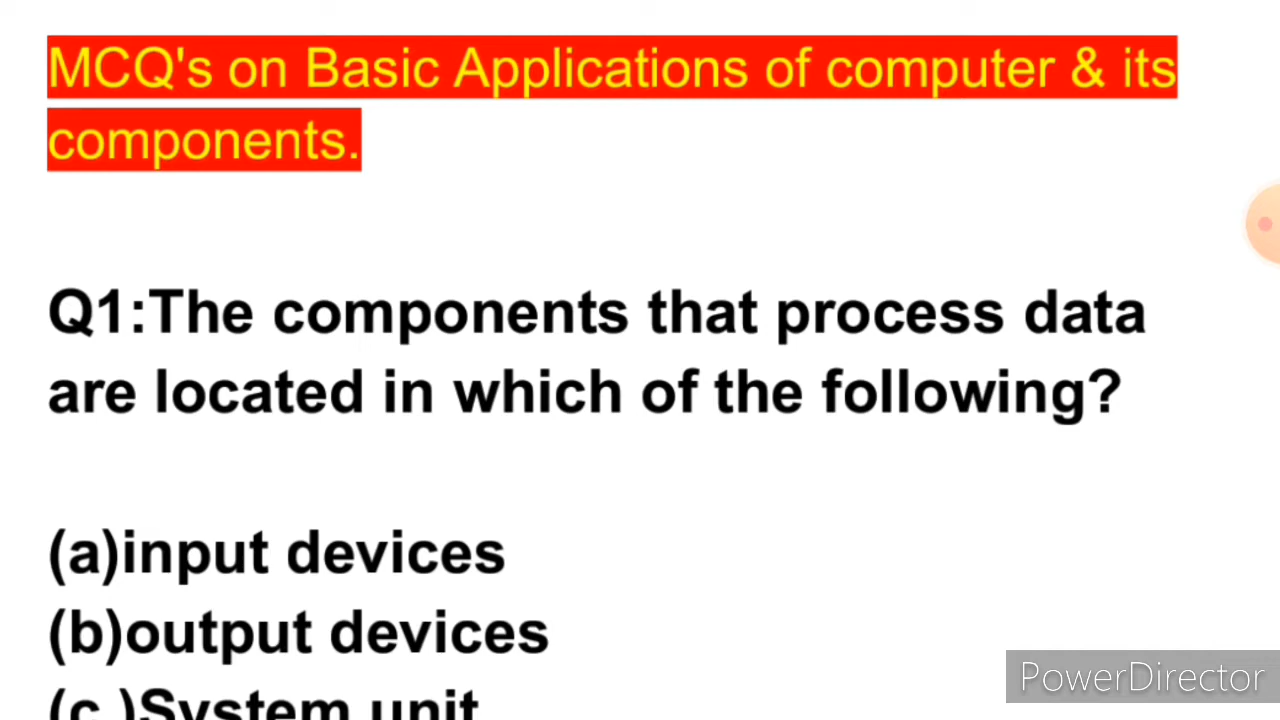 MCQ's on Basic Applications of computer & its
components.
Q1:The components that process data
are located in which of the following?
(a)input devices
(b)output devices
(c )System unit
PowerDirector